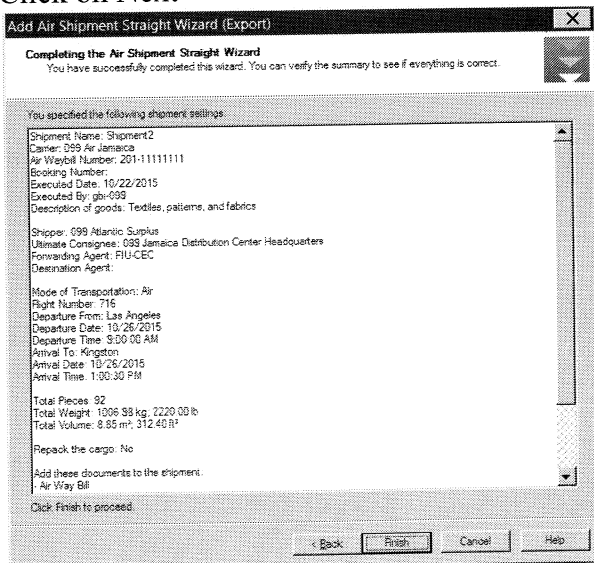 Click on Next
Add Air Shipment Straight Wizard (Export)
Completing the Air Shipment Straight Wizard
You have successfully completed this wizard. You can verify the summary to see if everything is correct.
You specified the following shipment settings:
Shipment Name: Shipment2
Carrier: 099 Air Jamaica
Air Waybill Number: 201-11111111
Booking Number:
Executed Date: 10/22/2015
Executed By: gbi-099
Description of goods: Textiles, patterns, and fabrics
Shipper: 099 Atlantic Surplus
Ultimate Consignee: 099 Jamaica Distribution Center Headquarters
Forwarding Agent: FIU-CEC
Destination Agent:
Mode of Transportation: Air
Flight Number: 716
Departure From: Los Angeles
Departure Date: 10/26/2015
Departure Time: 9:00:00 AM
Arrival To: Kingston
Arrival Date: 10/26/2015
Arrival Time: 1:00:30 PM
Total Pieces: 92
Total Weight: 1006.98 kg; 2220.00 lb
Total Volume: 8.85 m³; 312.40 ft³
Repack the cargo: No
Add these documents to the shipment:
- Air Way Bill
Click Finish to proceed.
< Back Finish Cancel Help